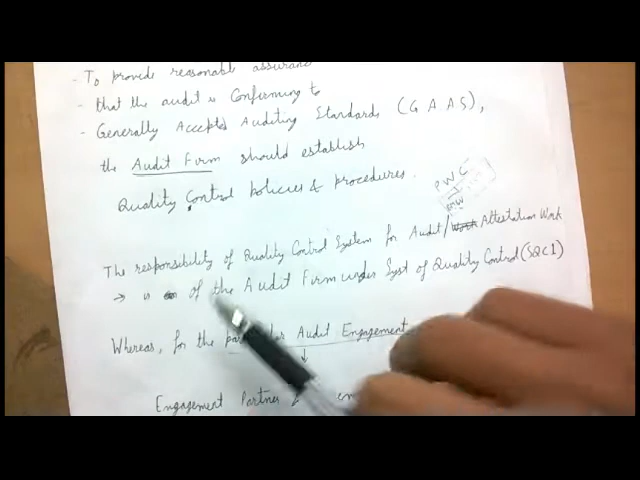 - To provide reasonable assurance
- that the audit is Confirming to
- Generally Accepted Auditing Standards (G A A S),
the Audit Firm should establish
Quality Control policies & procedures.
PWC
The responsibility of Quality Control System for Audit/ Attestation Work
→ is of the Audit Firm under Syst of Quality Control (SQC1)
Whereas, for the Audit Engagement
↓
Engagement Partner